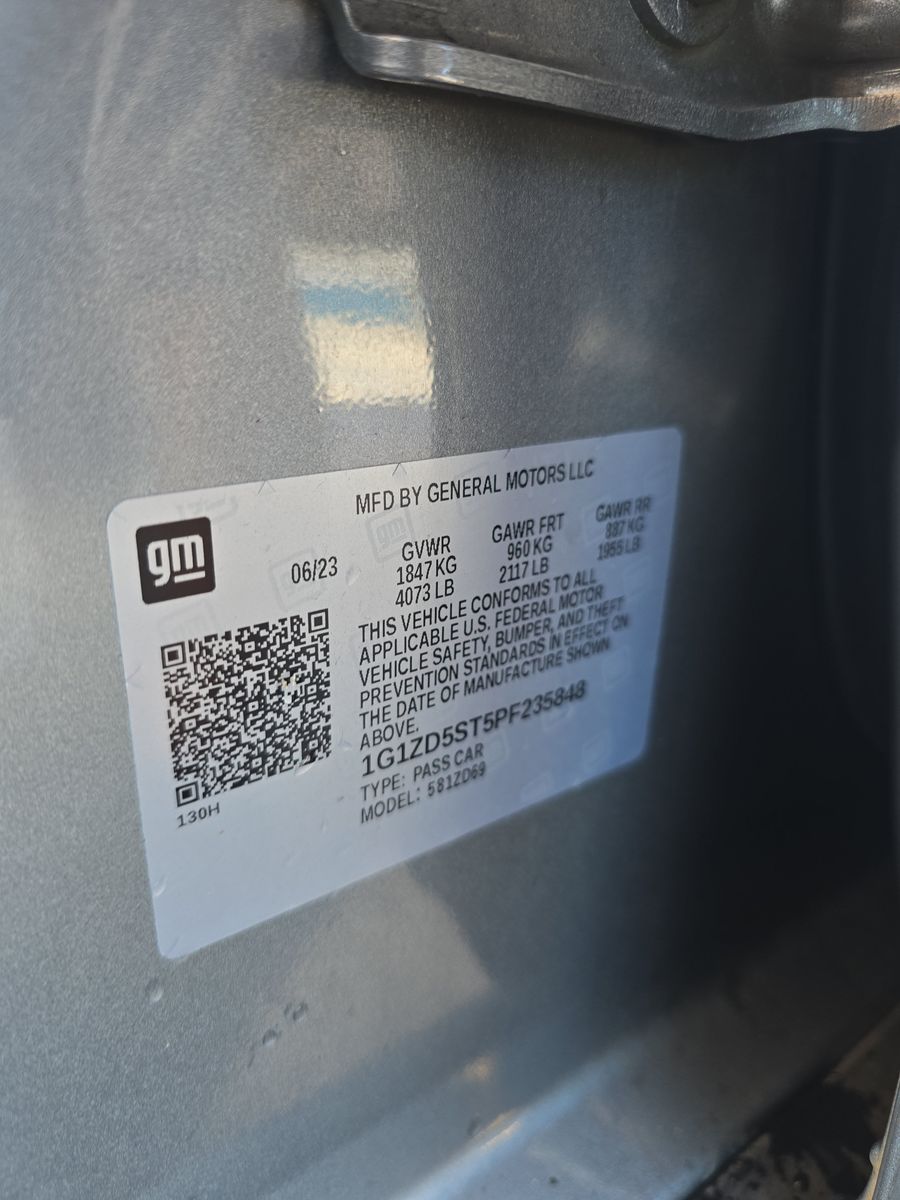 MFD BY GENERAL MOTORS LLC
gm
06/23
GVWR
1847 KG
4073 LB
GAWR FRT
960 KG
2117 LB
GAWR RR
887 KG
1955 LB
THIS VEHICLE CONFORMS TO ALL
APPLICABLE U.S. FEDERAL MOTOR
VEHICLE SAFETY, BUMPER, AND THEFT
PREVENTION STANDARDS IN EFFECT ON
THE DATE OF MANUFACTURE SHOWN
ABOVE.
1G1ZD5ST5PF235848
TYPE: PASS CAR
MODEL: 581ZD69
130H